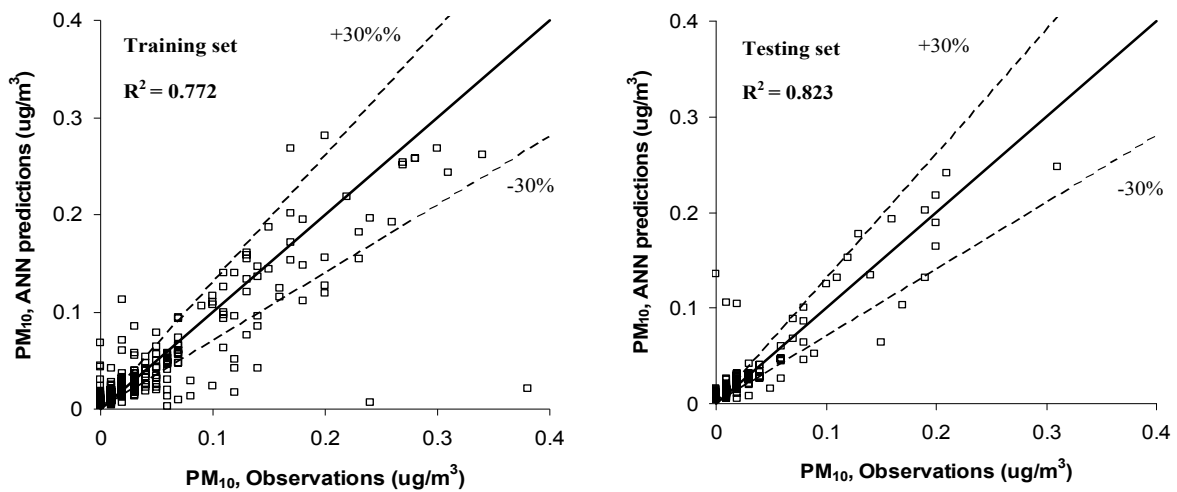 Training set
R² = 0.772
+30%%
-30%
PM₁₀, ANN predictions (ug/m³)
0.4
0.3
0.2
0.1
0
0 0.1 0.2 0.3 0.4
PM₁₀, Observations (ug/m³)
Testing set
R² = 0.823
+30%
-30%
PM₁₀, ANN predictions (ug/m³)
0.4
0.3
0.2
0.1
0
0 0.1 0.2 0.3 0.4
PM₁₀, Observations (ug/m³)